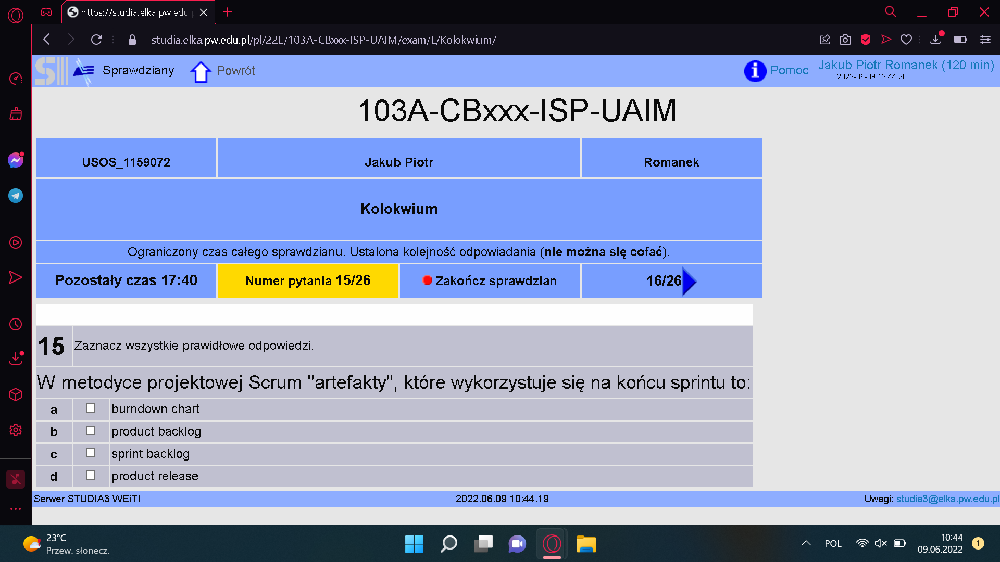 https://studia.elka.pw.edu.
studia.elka.pw.edu.pl/pl/22L/103A-CBxxx-ISP-UAIM/exam/E/Kolokwium/
Sprawdziany
Powrót
Pomoc
Jakub Piotr Romanek (120 min)
2022-06-09 12:44:20
103A-CBxxx-ISP-UAIM
USOS_1159072
Jakub Piotr
Romanek
Kolokwium
Ograniczony czas całego sprawdzianu. Ustalona kolejność odpowiadania (nie można się cofać).
Pozostały czas 17:40
Numer pytania 15/26
Zakończ sprawdzian
16/26
15
Zaznacz wszystkie prawidłowe odpowiedzi.
W metodyce projektowej Scrum "artefakty", które wykorzystuje się na końcu sprintu to:
a burndown chart
b product backlog
c sprint backlog
d product release
Serwer STUDIA3 WEiTI
2022.06.09 10:44.19
Uwagi: studia3@elka.pw.edu.pl
23°C
Przew. słonecz.
POL
10:44
09.06.2022
1